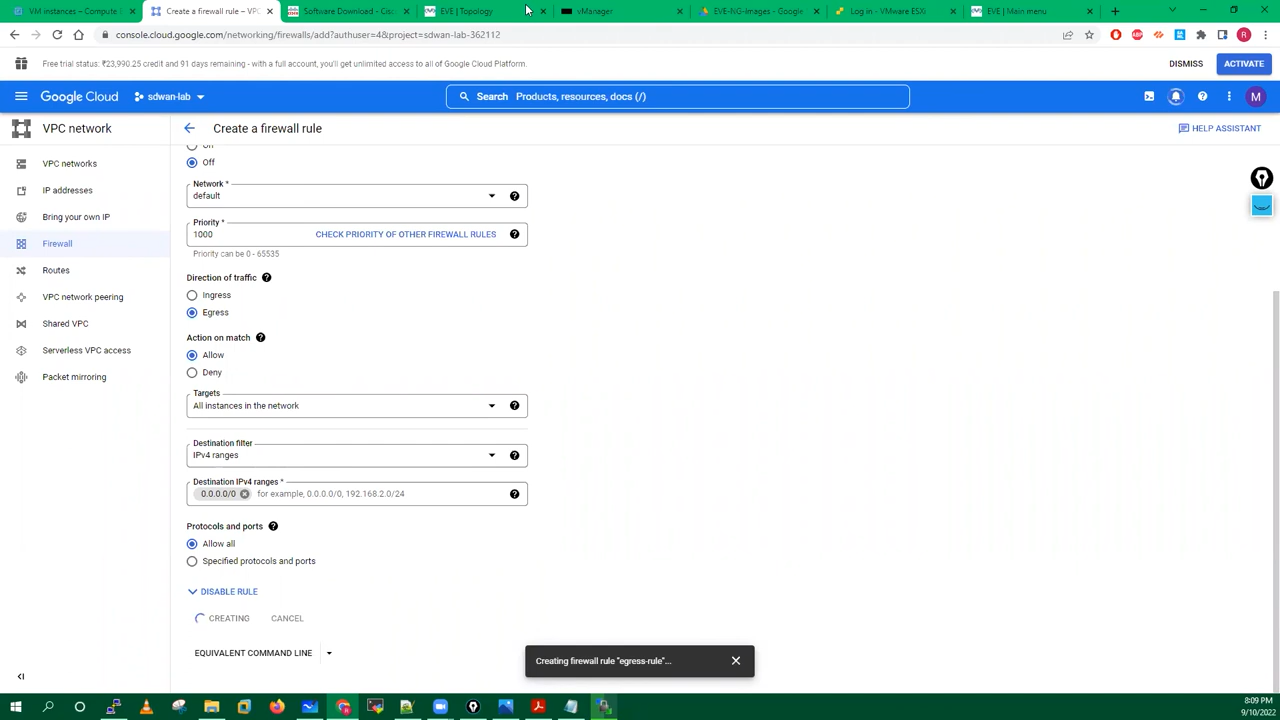 VM instances – Compute E
Create a firewall rule – VPC
Software Download - Cisco
EVE | Topology
vManager
EVE-NG-Images - Google
Log in - VMware ESXi
EVE | Main menu
console.cloud.google.com/networking/firewalls/add?authuser=4&project=sdwan-lab-362112
Free trial status: ₹23,990.25 credit and 91 days remaining - with a full account, you'll get unlimited access to all of Google Cloud Platform.
DISMISS
ACTIVATE
Google Cloud
sdwan-lab
Search Products, resources, docs (/)
M
VPC network
Create a firewall rule
HELP ASSISTANT
VPC networks
IP addresses
Bring your own IP
Firewall
Routes
VPC network peering
Shared VPC
Serverless VPC access
Packet mirroring
On
Off
Network *
default
Priority *
1000
CHECK PRIORITY OF OTHER FIREWALL RULES
Priority can be 0 - 65535
Direction of traffic
Ingress
Egress
Action on match
Allow
Deny
Targets
All instances in the network
Destination filter
IPv4 ranges
Destination IPv4 ranges *
0.0.0.0/0 for example, 0.0.0.0/0, 192.168.2.0/24
Protocols and ports
Allow all
Specified protocols and ports
DISABLE RULE
CREATING
CANCEL
EQUIVALENT COMMAND LINE
Creating firewall rule "egress-rule"...
8:09 PM
9/10/2022